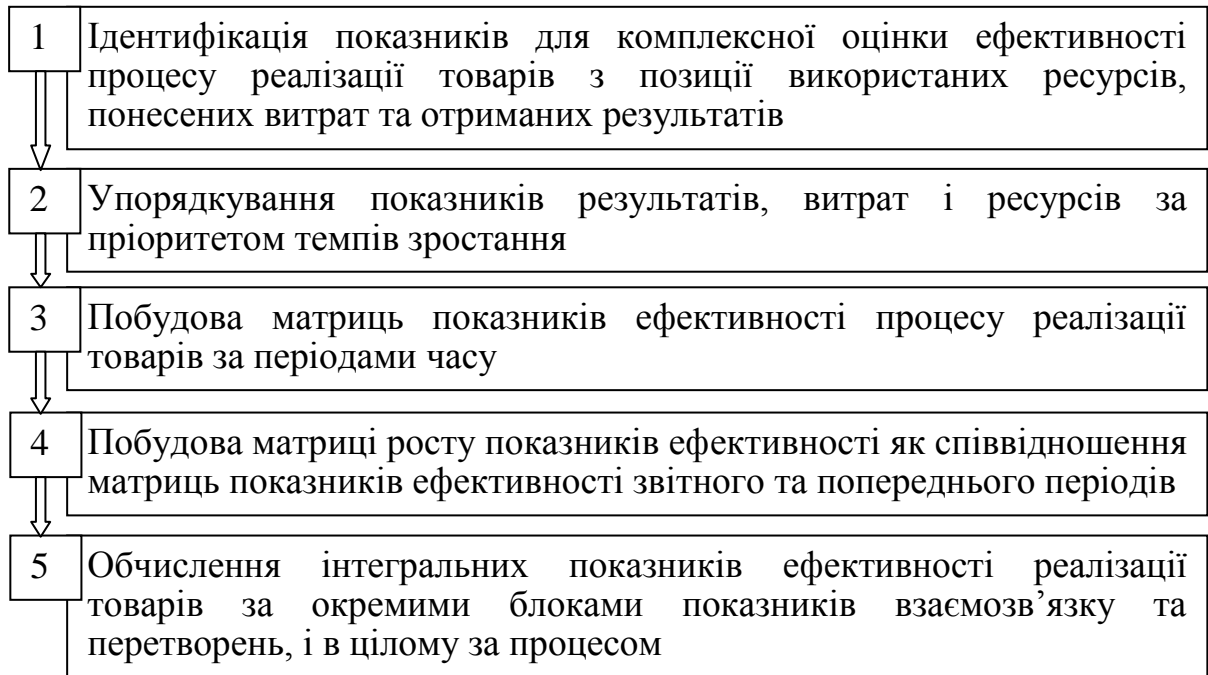 1 Ідентифікація показників для комплексної оцінки ефективності
процесу реалізації товарів з позиції використаних ресурсів,
понесених витрат та отриманих результатів
2 Упорядкування показників результатів, витрат і ресурсів за
пріоритетом темпів зростання
3 Побудова матриць показників ефективності процесу реалізації
товарів за періодами часу
4 Побудова матриці росту показників ефективності як співвідношення
матриць показників ефективності звітного та попереднього періодів
5 Обчислення інтегральних показників ефективності реалізації
товарів за окремими блоками показників взаємозв’язку та
перетворень, і в цілому за процесом